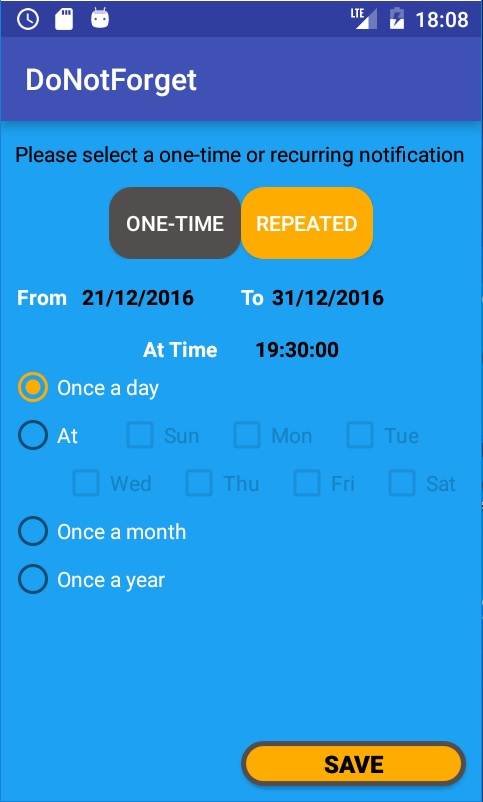 LTE 18:08
DoNotForget
Please select a one-time or recurring notification
ONE-TIME REPEATED
From 21/12/2016 To 31/12/2016
At Time 19:30:00
Once a day
At Sun Mon Tue
Wed Thu Fri Sat
Once a month
Once a year
SAVE